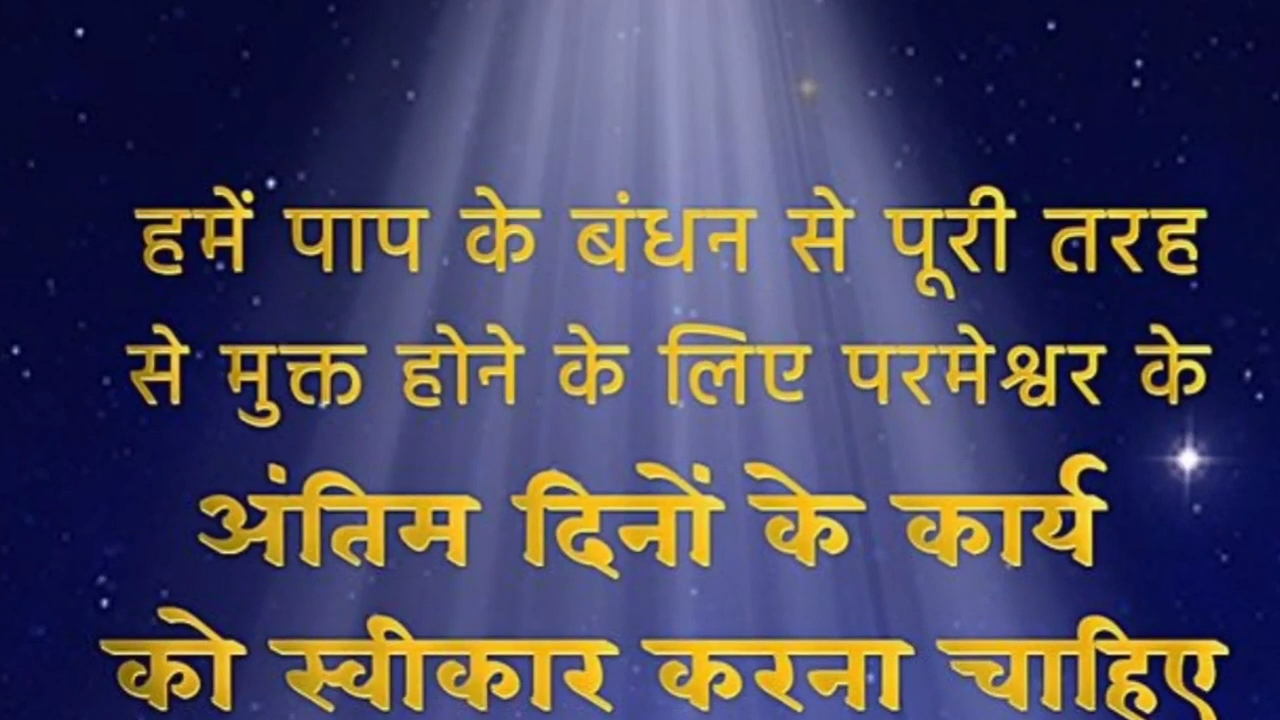 हमें पाप के बंधन से पूरी तरह
से मुक्त होने के लिए परमेश्वर के
अंतिम दिनों के कार्य
को स्वीकार करना चाहिए